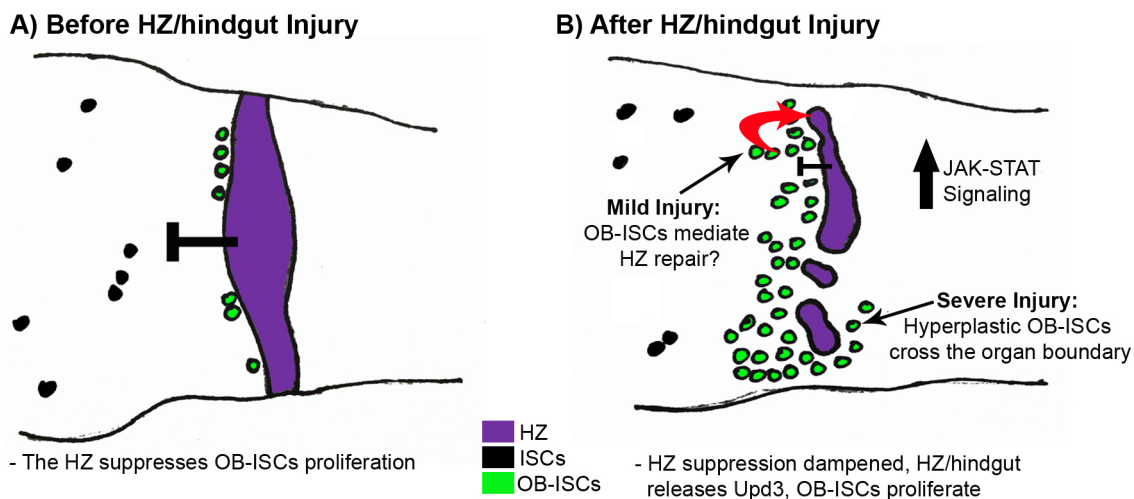 A) Before HZ/hindgut Injury
- The HZ suppresses OB-ISCs proliferation
HZ
ISCs
OB-ISCs
B) After HZ/hindgut Injury
JAK-STAT
Signaling
Mild Injury:
OB-ISCs mediate
HZ repair?
Severe Injury:
Hyperplastic OB-ISCs
cross the organ boundary
- HZ suppression dampened, HZ/hindgut
releases Upd3, OB-ISCs proliferate